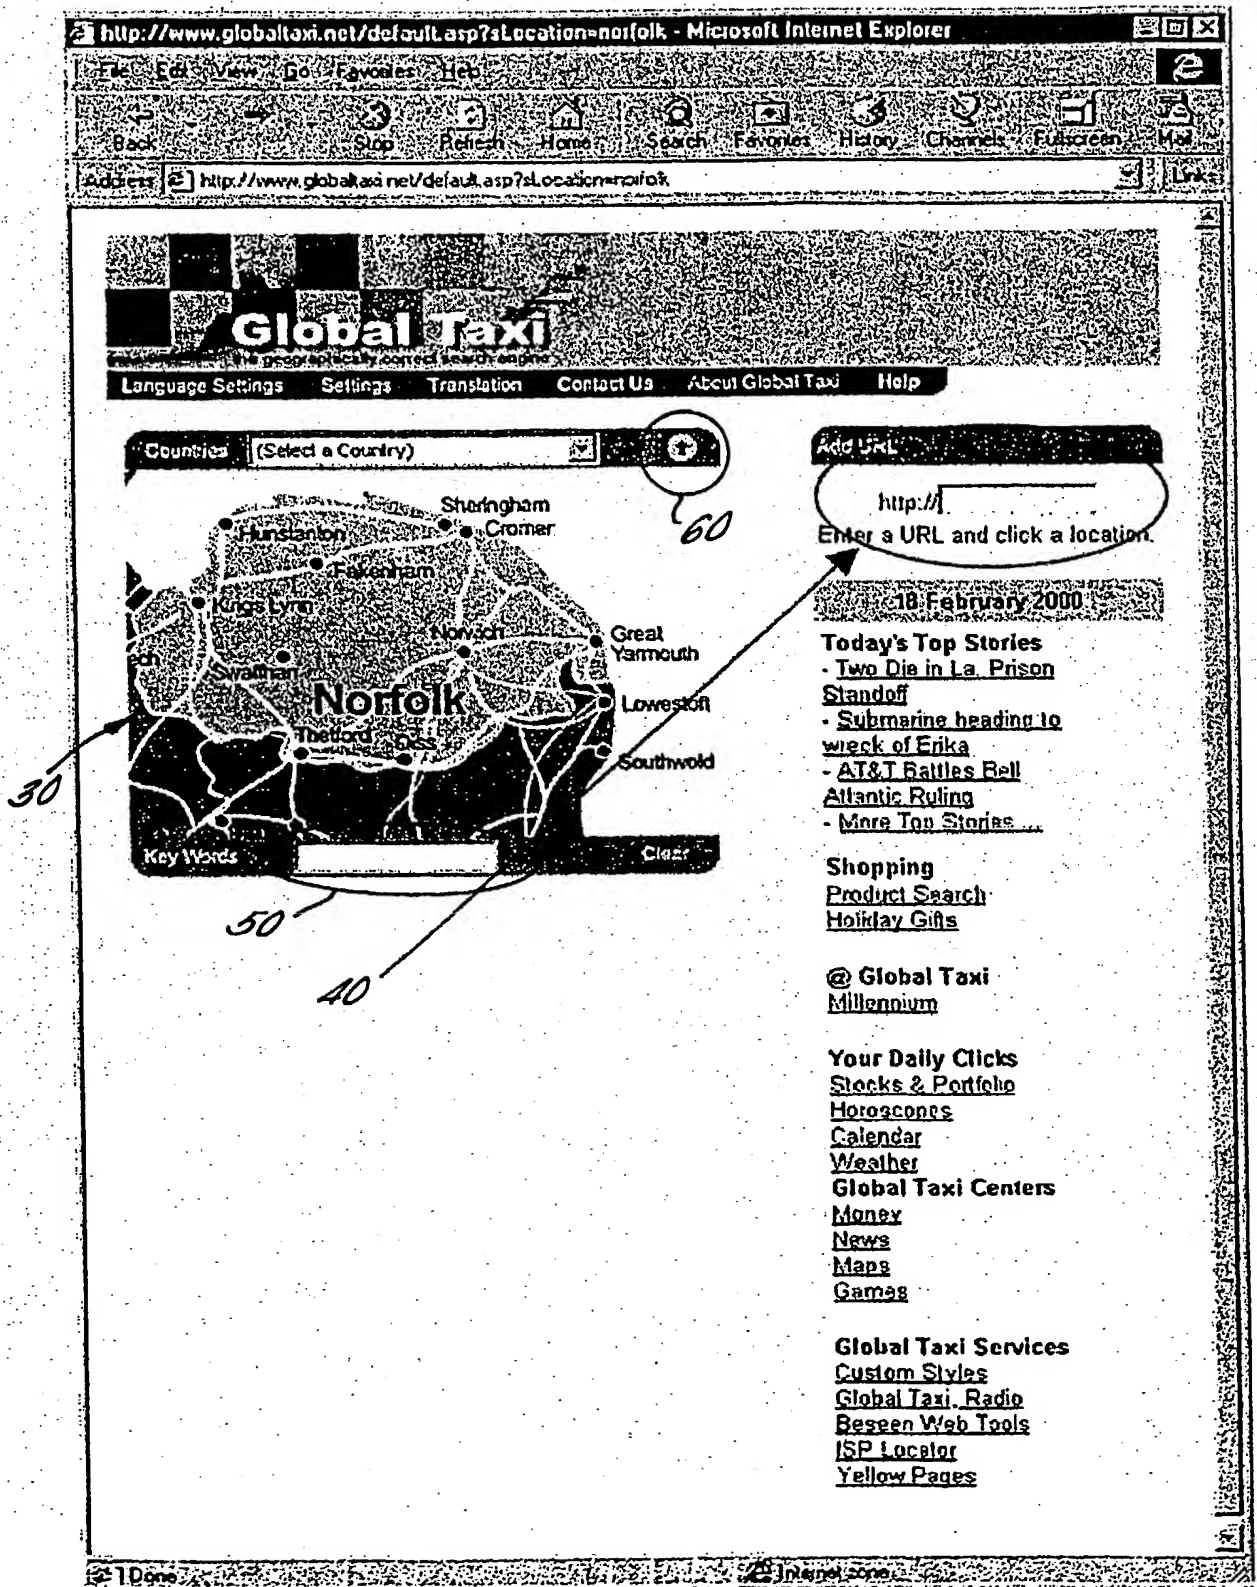 http://www.globaltaxi.net/default.asp?sLocation=norfolk - Microsoft Internet Explorer
File Edit View Go Favorites Help
Back Stop Refresh Home Search Favorites History Channels Fullscreen Mail
Address http://www.globaltaxi.net/default.asp?sLocation=norfolk Links
Global Taxi
the geographically correct search engine
Language Settings Settings Translation Contact Us About Global Taxi Help
Countries (Select a Country)
60
Sheringham
Cromer
Hunstanton
Fakenham
Kings Lynn
Norwich
Great
Yarmouth
Swaffham
Norfolk
Lowestoft
Thetford
Diss
Southwold
30
Key Words Clear
50
40
Add URL
http://
Enter a URL and click a location.
18 February 2000
Today's Top Stories
- Two Die in La. Prison
Standoff
- Submarine heading to
wreck of Erika
- AT&T Battles Bell
Atlantic Ruling
- More Top Stories ...
Shopping
Product Search
Holiday Gifts
@ Global Taxi
Millennium
Your Daily Clicks
Stocks & Portfolio
Horoscopes
Calendar
Weather
Global Taxi Centers
Money
News
Maps
Games
Global Taxi Services
Custom Styles
Global Taxi, Radio
Beseen Web Tools
ISP Locator
Yellow Pages
Done Internet zone